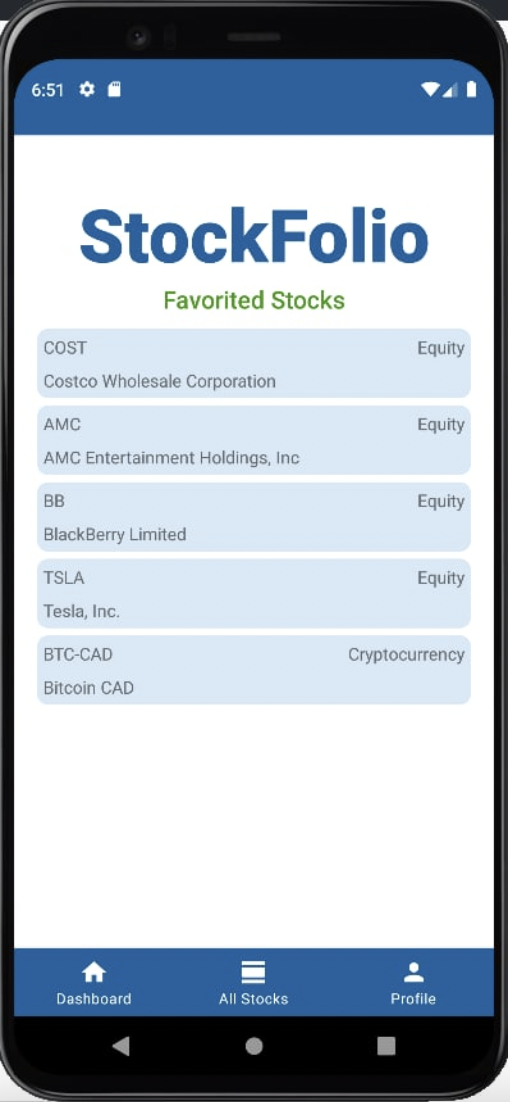 6:51
StockFolio
Favorited Stocks
COST Equity
Costco Wholesale Corporation
AMC Equity
AMC Entertainment Holdings, Inc
BB Equity
BlackBerry Limited
TSLA Equity
Tesla, Inc.
BTC-CAD Cryptocurrency
Bitcoin CAD
Dashboard All Stocks Profile